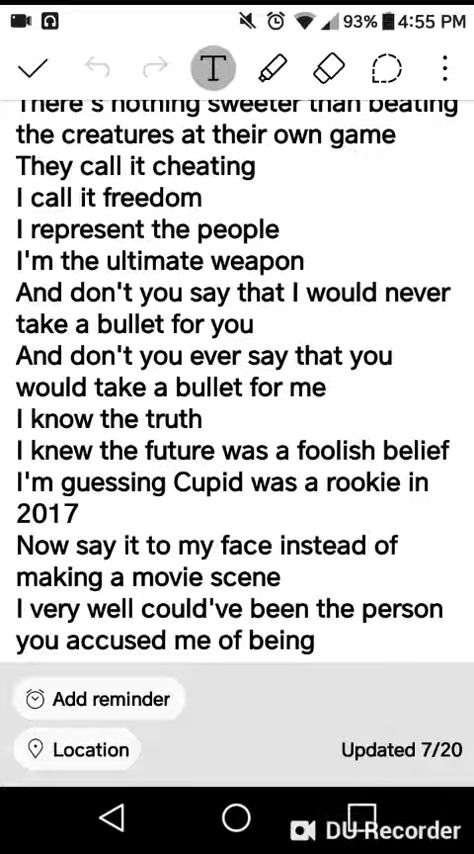 93% 4:55 PM
T
There's nothing sweeter than beating
the creatures at their own game
They call it cheating
I call it freedom
I represent the people
I'm the ultimate weapon
And don't you say that I would never
take a bullet for you
And don't you ever say that you
would take a bullet for me
I know the truth
I knew the future was a foolish belief
I'm guessing Cupid was a rookie in
2017
Now say it to my face instead of
making a movie scene
I very well could've been the person
you accused me of being
Add reminder
Location Updated 7/20
DU Recorder